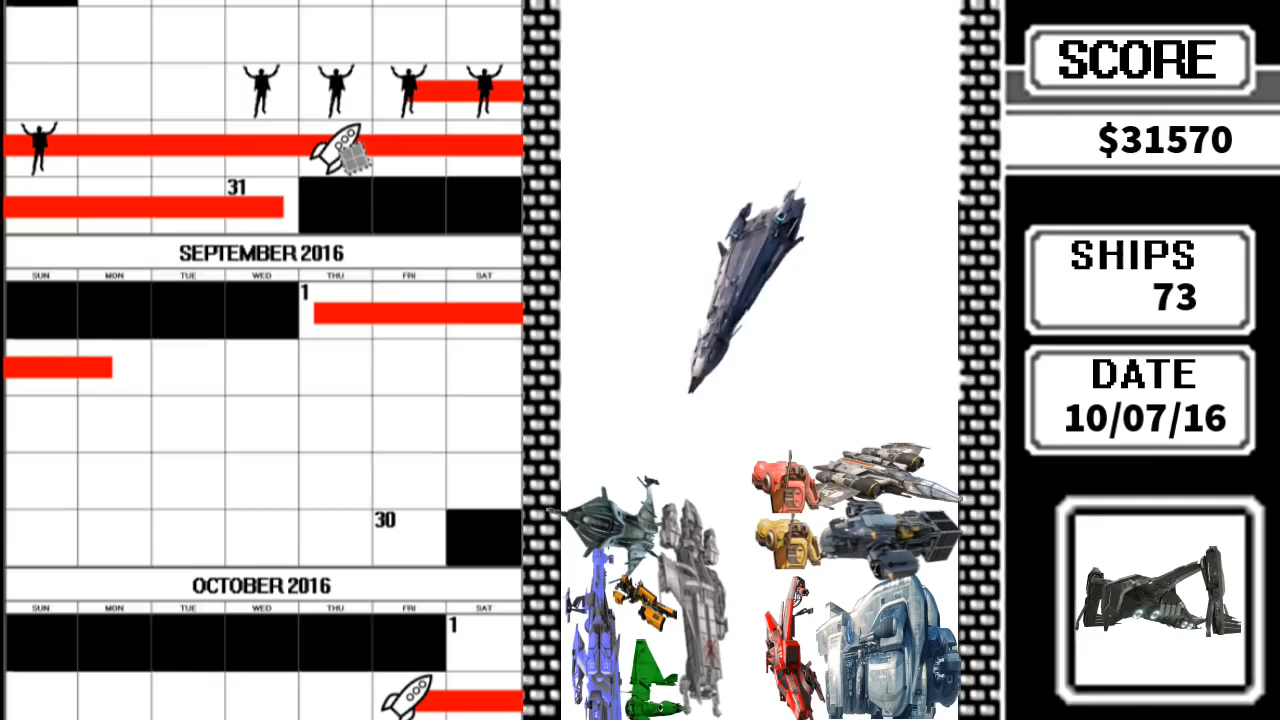 31
SEPTEMBER 2016
SUN MON TUE WED THU FRI SAT
1
30
OCTOBER 2016
SUN MON TUE WED THU FRI SAT
1
SCORE
$31570
SHIPS
73
DATE
10/07/16